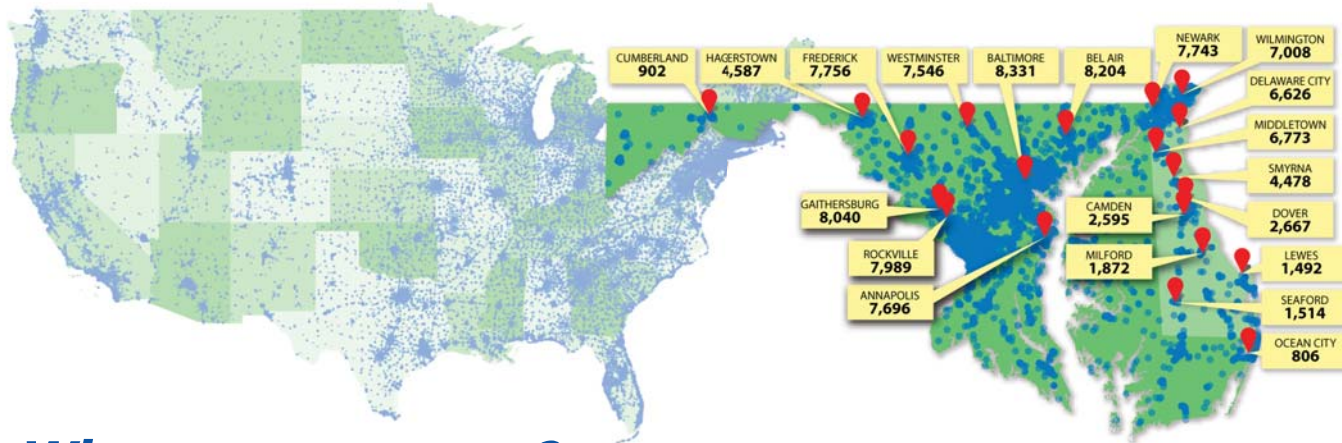 CUMBERLAND
902
HAGERSTOWN
4,587
FREDERICK
7,756
WESTMINSTER
7,546
BALTIMORE
8,331
BEL AIR
8,204
NEWARK
7,743
WILMINGTON
7,008
DELAWARE CITY
6,626
MIDDLETOWN
6,773
SMYRNA
4,478
DOVER
2,667
CAMDEN
2,595
MILFORD
1,872
LEWES
1,492
SEAFORD
1,514
OCEAN CITY
806
GAITHERSBURG
8,040
ROCKVILLE
7,989
ANNAPOLIS
7,696